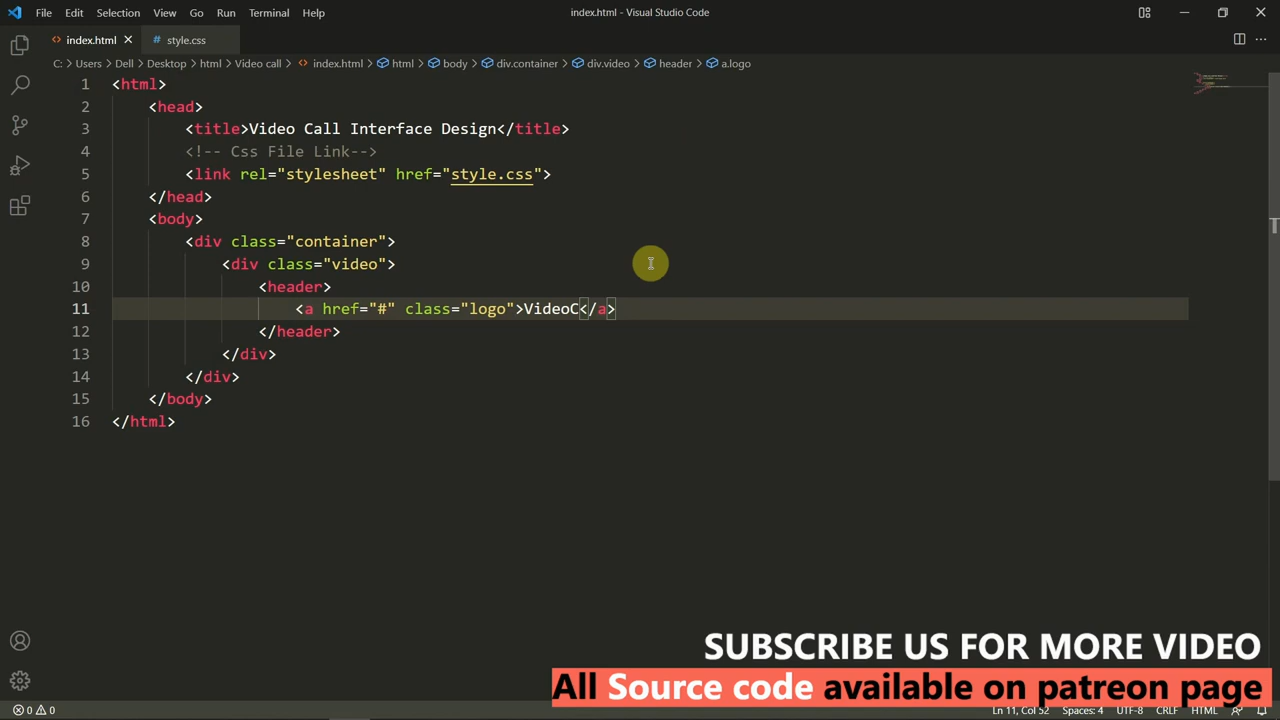 File Edit Selection View Go Run Terminal Help index.html - Visual Studio Code
index.html # style.css
C: > Users > Dell > Desktop > html > Video call > index.html > html > body > div.container > div.video > header > a.logo
1 <html>
2 <head>
3 <title>Video Call Interface Design</title>
4 <!-- Css File Link-->
5 <link rel="stylesheet" href="style.css">
6 </head>
7 <body>
8 <div class="container">
9 <div class="video">
10 <header>
11 <a href="#" class="logo">VideoC</a>
12 </header>
13 </div>
14 </div>
15 </body>
16 </html>
SUBSCRIBE US FOR MORE VIDEO
All Source code available on patreon page
0 0 Ln 11, Col 52 Spaces: 4 UTF-8 CRLF HTML